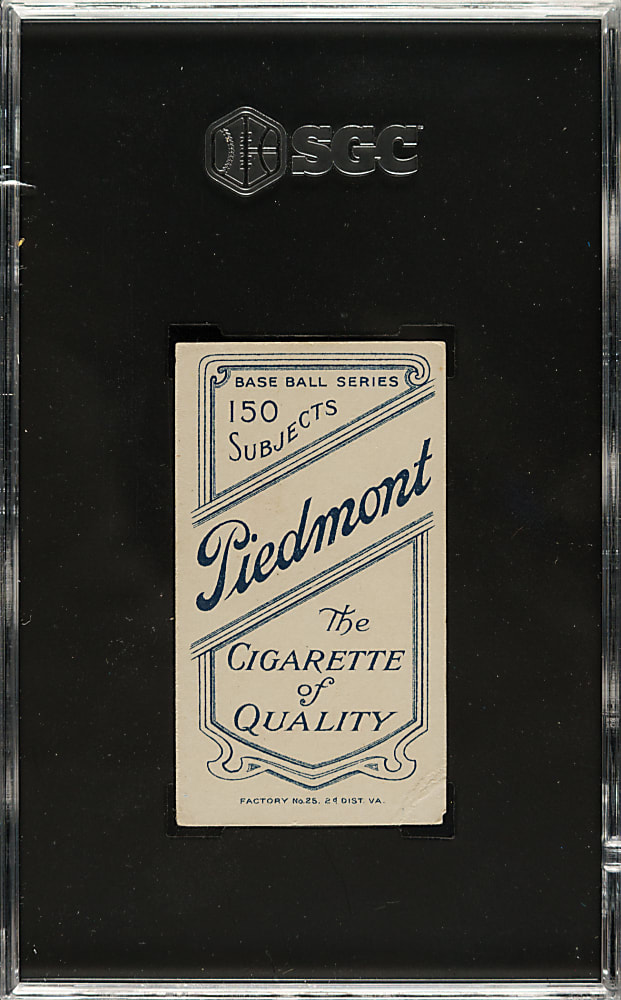 SGC
BASE BALL SERIES
150
SUBJECTS
Piedmont
The
CIGARETTE
of
QUALITY
FACTORY No.25. 2d DIST. VA.